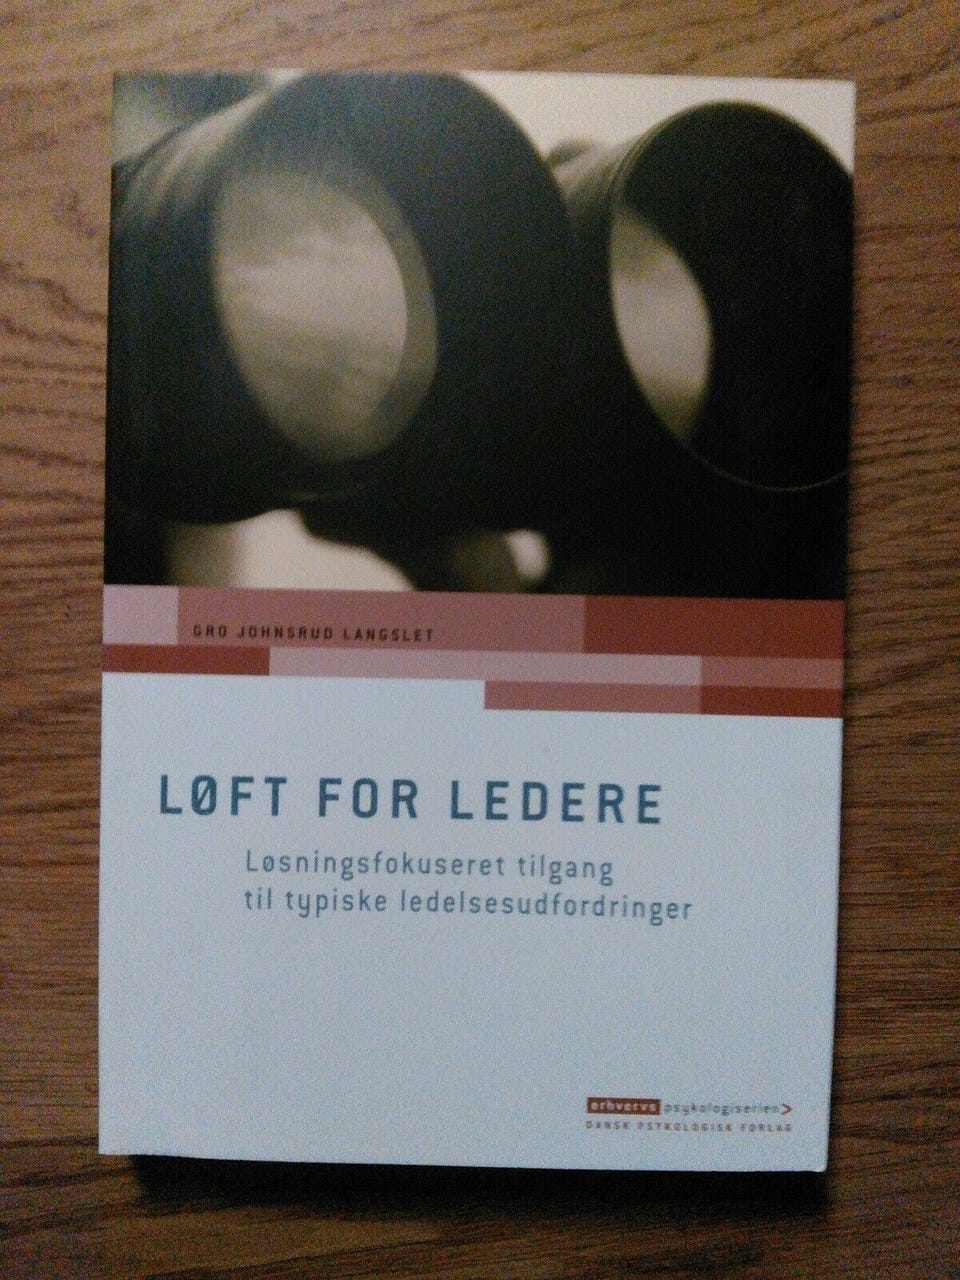 GRO JOHNSRUD LANGSLET
LØFT FOR LEDERE
Løsningsfokuseret tilgang
til typiske ledelsesudfordringer
erhvervs psykologiserien>
DANSK PSYKOLOGISK FORLAG